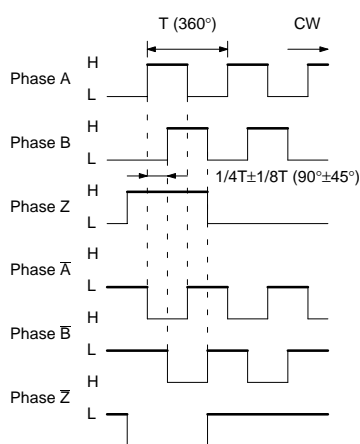 T (360°) CW
H
Phase A
L
H
Phase B
L
1/4T±1/8T (90°±45°)
H
Phase Z
L
H
Phase A̅
L
H
Phase B̅
L
H
Phase Z̅
L